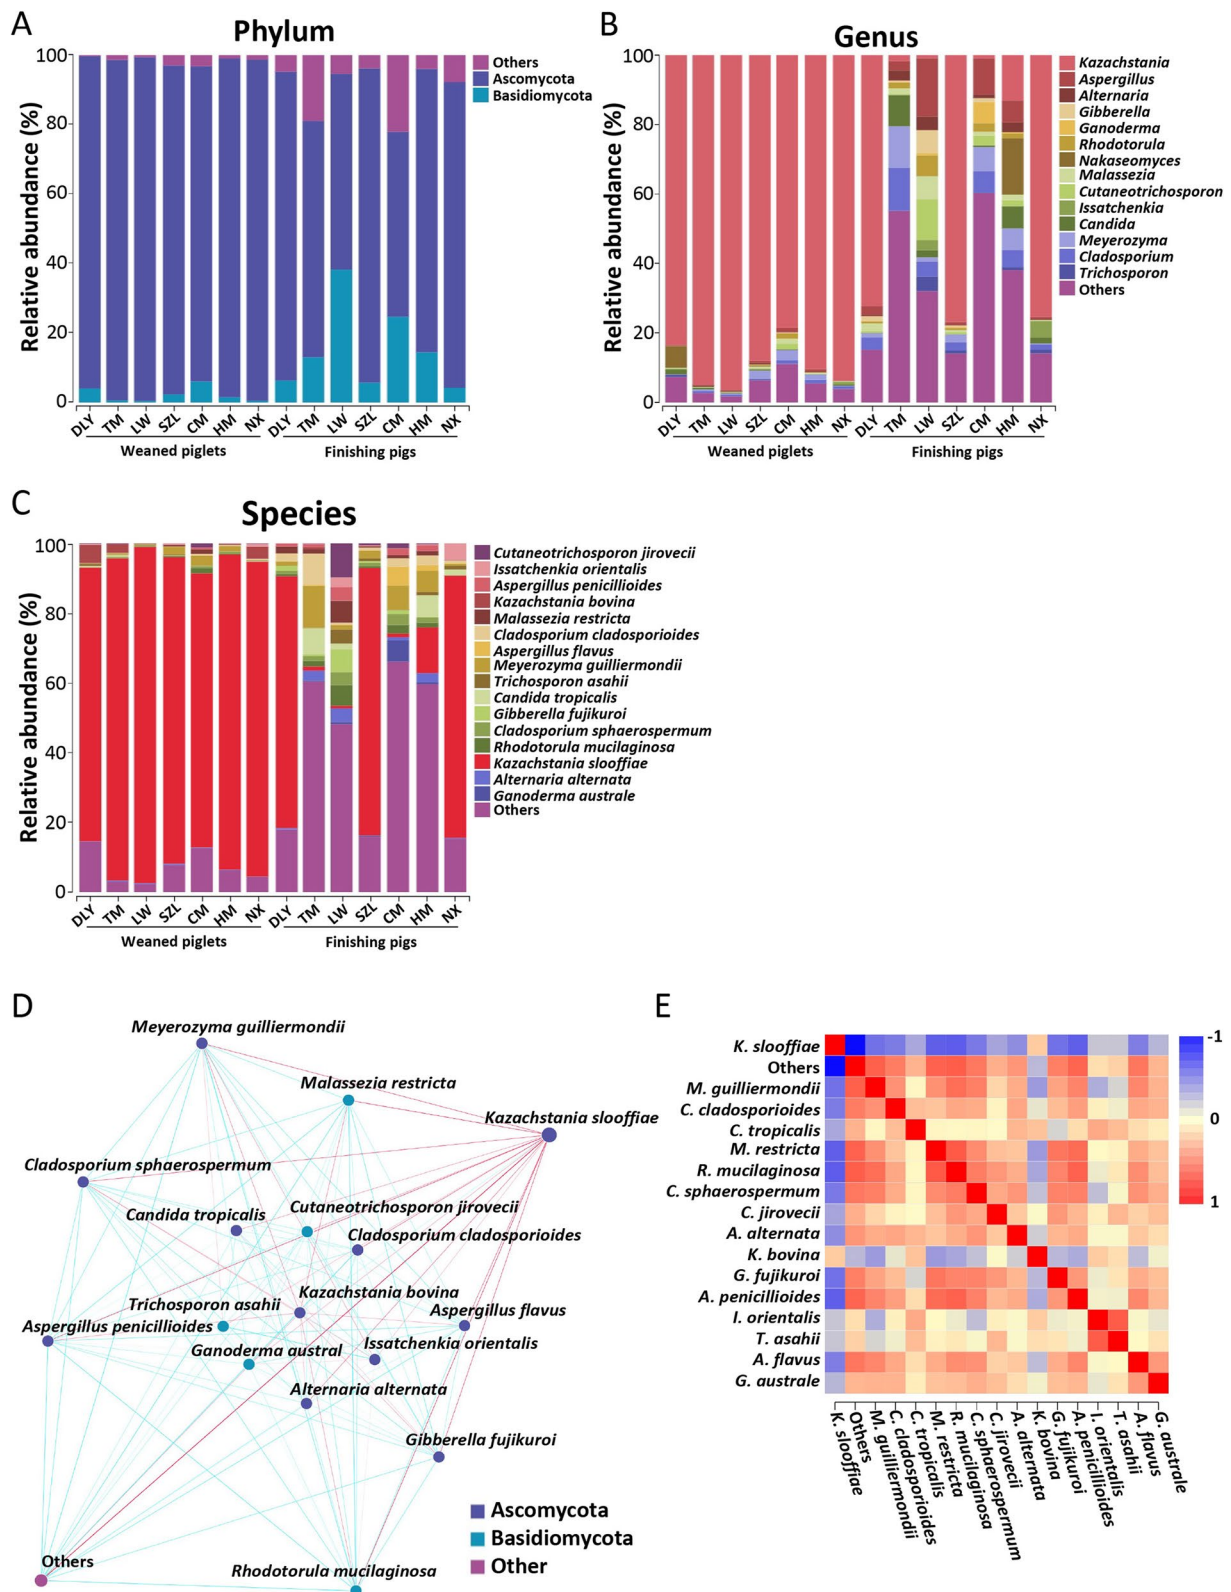 A
Phylum
Relative abundance (%)
100
80
60
40
20
0
DLY
TM
LW
SZL
CM
HM
NX
DLY
TM
LW
SZL
CM
HM
NX
Weaned piglets
Finishing pigs
Others
Ascomycota
Basidiomycota
B
Genus
Relative abundance (%)
100
80
60
40
20
0
DLY
TM
LW
SZL
CM
HM
NX
DLY
TM
LW
SZL
CM
HM
NX
Weaned piglets
Finishing pigs
Kazachstania
Aspergillus
Alternaria
Gibberella
Ganoderma
Rhodotorula
Nakaseomyces
Malassezia
Cutaneotrichosporon
Issatchenkia
Candida
Meyerozyma
Cladosporium
Trichosporon
Others
C
Species
Relative abundance (%)
100
80
60
40
20
0
DLY
TM
LW
SZL
CM
HM
NX
DLY
TM
LW
SZL
CM
HM
NX
Weaned piglets
Finishing pigs
Cutaneotrichosporon jirovecii
Issatchenkia orientalis
Aspergillus penicillioides
Kazachstania bovina
Malassezia restricta
Cladosporium cladosporioides
Aspergillus flavus
Meyerozyma guilliermondii
Trichosporon asahii
Candida tropicalis
Gibberella fujikuroi
Cladosporium sphaerospermum
Rhodotorula mucilaginosa
Kazachstania slooffiae
Alternaria alternata
Ganoderma australe
Others
D
Meyerozyma guilliermondii
Malassezia restricta
Kazachstania slooffiae
Cladosporium sphaerospermum
Candida tropicalis
Cutaneotrichosporon jirovecii
Cladosporium cladosporioides
Kazachstania bovina
Trichosporon asahii
Aspergillus flavus
Aspergillus penicillioides
Ganoderma austral
Issatchenkia orientalis
Alternaria alternata
Gibberella fujikuroi
Others
Rhodotorula mucilaginosa
Ascomycota
Basidiomycota
Other
E
K. slooffiae
Others
M. guilliermondii
C. cladosporioides
C. tropicalis
M. restricta
R. mucilaginosa
C. sphaerospermum
C. jirovecii
A. alternata
K. bovina
G. fujikuroi
A. penicillioides
I. orientalis
T. asahii
A. flavus
G. australe
K. slooffiae
Others
M. guilliermondii
C. cladosporioides
C. tropicalis
M. restricta
R. mucilaginosa
C. sphaerospermum
C. jirovecii
A. alternata
K. bovina
G. fujikuroi
A. penicillioides
I. orientalis
T. asahii
A. flavus
G. australe
-1
0
1